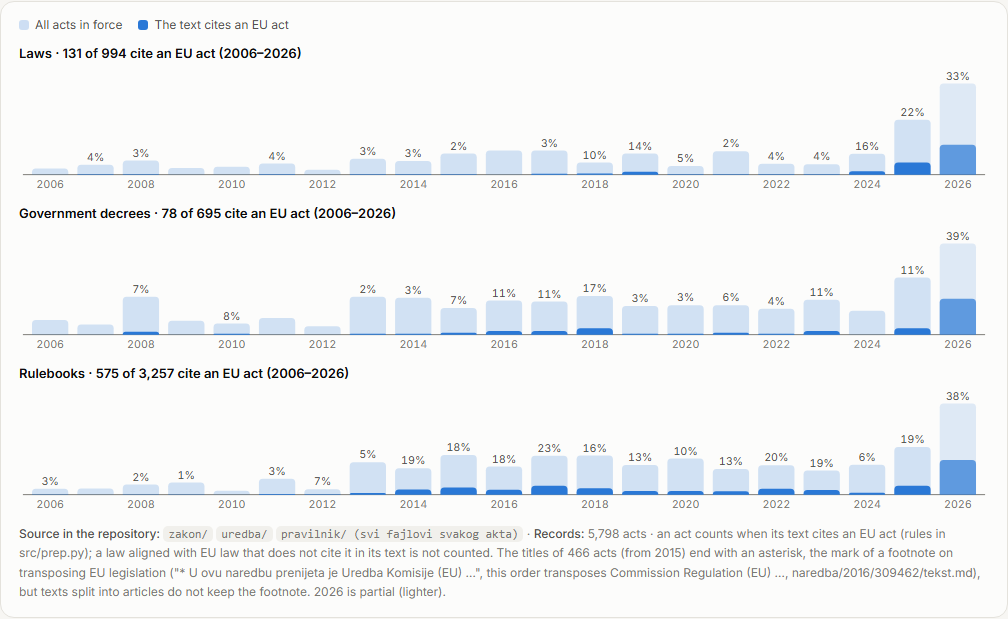 All acts in force The text cites an EU act
Laws · 131 of 994 cite an EU act (2006–2026)
4% 3% 4% 3% 3% 2% 3% 10% 14% 5% 2% 4% 4% 16% 22% 33%
2006 2008 2010 2012 2014 2016 2018 2020 2022 2024 2026
Government decrees · 78 of 695 cite an EU act (2006–2026)
7% 8% 2% 3% 7% 11% 11% 17% 3% 3% 6% 4% 11% 11% 39%
2006 2008 2010 2012 2014 2016 2018 2020 2022 2024 2026
Rulebooks · 575 of 3,257 cite an EU act (2006–2026)
3% 2% 1% 3% 7% 5% 19% 18% 18% 23% 16% 13% 10% 13% 20% 19% 6% 19% 38%
2006 2008 2010 2012 2014 2016 2018 2020 2022 2024 2026
Source in the repository: zakon/ uredba/ pravilnik/ (svi fajlovi svakog akta) · Records: 5,798 acts · an act counts when its text cites an EU act (rules in
src/prep.py); a law aligned with EU law that does not cite it in its text is not counted. The titles of 466 acts (from 2015) end with an asterisk, the mark of a footnote on
transposing EU legislation ("* U ovu naredbu prenijeta je Uredba Komisije (EU) ...", this order transposes Commission Regulation (EU) ..., naredba/2016/309462/tekst.md),
but texts split into articles do not keep the footnote. 2026 is partial (lighter).